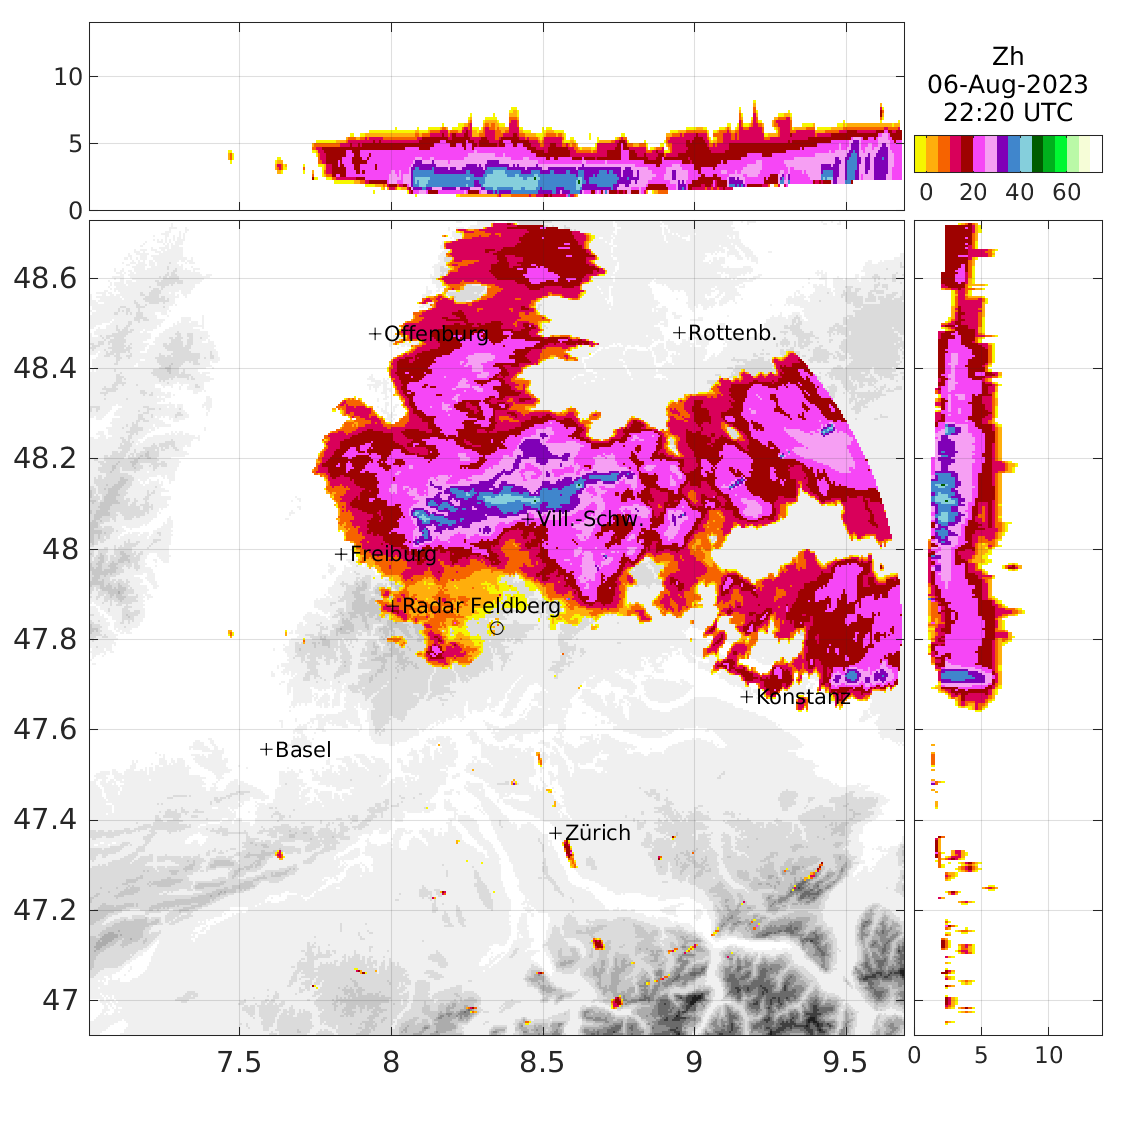 Zh
06-Aug-2023
22:20 UTC
0 20 40 60
10
5
0
48.6
48.4
48.2
48
47.8
47.6
47.4
47.2
47
+Offenburg
+Rottenb.
+Vill.-Schw.
+Freiburg
+Radar Feldberg
+Konstanz
+Basel
+Zürich
7.5 8 8.5 9 9.5
0 5 10